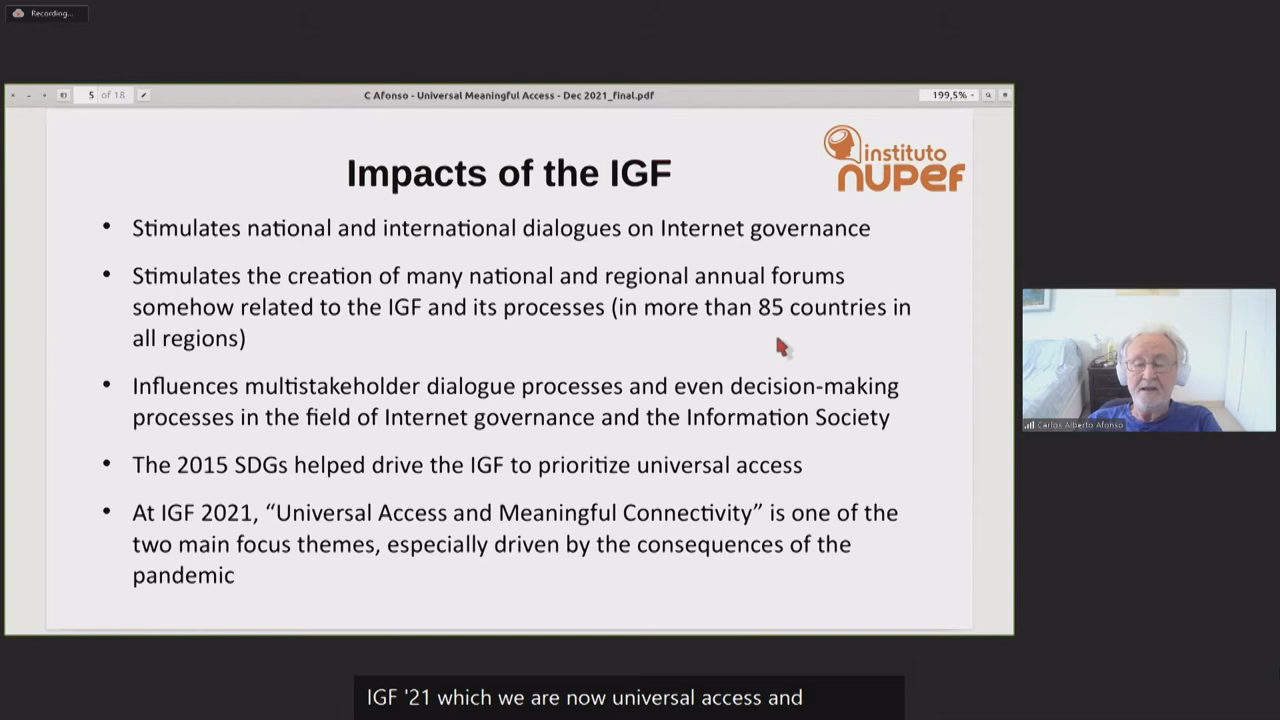 Recording...
5 of 18
C Afonso - Universal Meaningful Access - Dec 2021_final.pdf
199,5%
Impacts of the IGF
instituto
nupef
• Stimulates national and international dialogues on Internet governance
• Stimulates the creation of many national and regional annual forums
somehow related to the IGF and its processes (in more than 85 countries in
all regions)
• Influences multistakeholder dialogue processes and even decision-making
processes in the field of Internet governance and the Information Society
• The 2015 SDGs helped drive the IGF to prioritize universal access
• At IGF 2021, “Universal Access and Meaningful Connectivity” is one of the
two main focus themes, especially driven by the consequences of the
pandemic
Carlos Alberto Afonso
IGF '21 which we are now universal access and